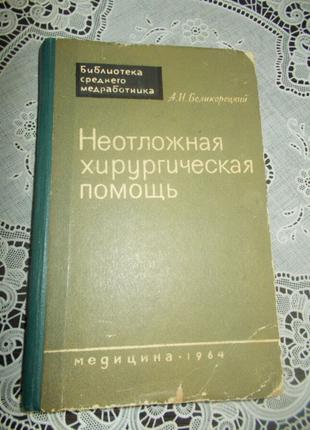 Библиотека
среднего
медработника
А.Н. Великорецкий
Неотложная
хирургическая
помощь
медицина · 1964